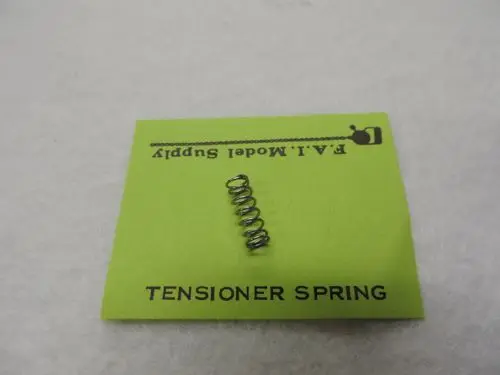 F.A.I. Model Supply
TENSIONER SPRING